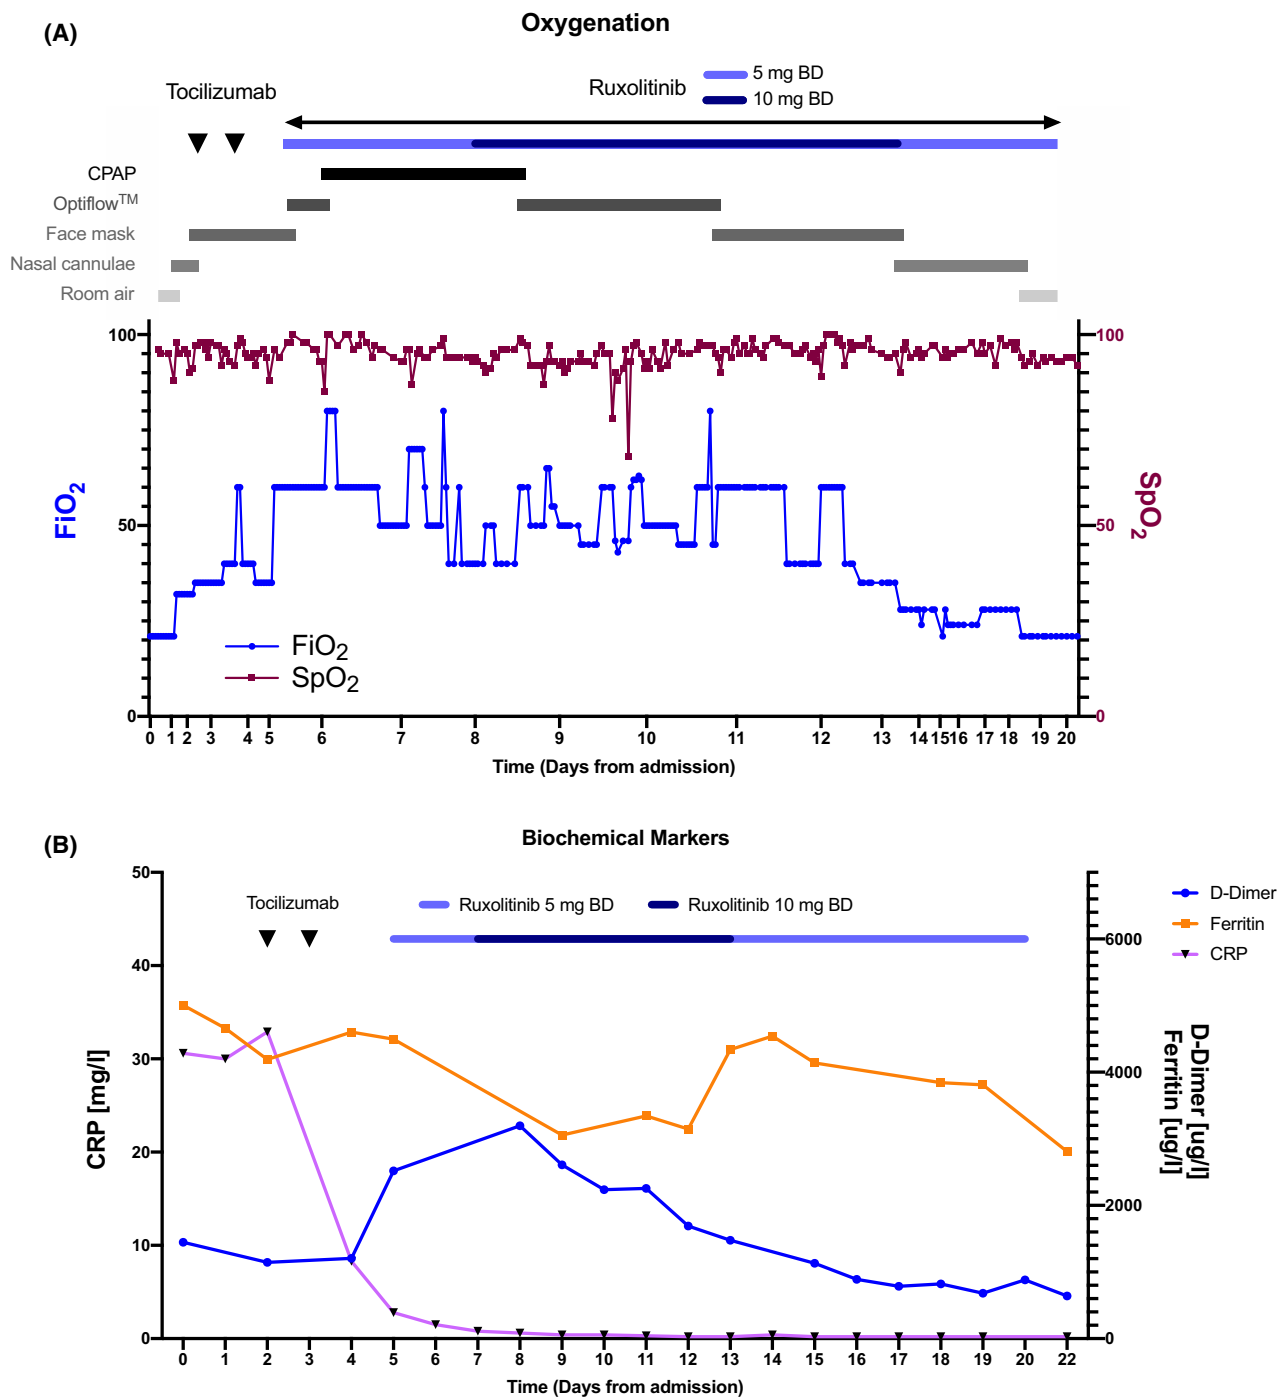 (A)
Oxygenation
Tocilizumab
Ruxolitinib
5 mg BD
10 mg BD
CPAP
Optiflow™
Face mask
Nasal cannulae
Room air
100
50
0
FiO₂
100
50
0
SpO₂
FiO₂
SpO₂
0 1 2 3 4 5 6 7 8 9 10 11 12 13 14 15 16 17 18 19 20
Time (Days from admission)
(B)
Biochemical Markers
Tocilizumab
Ruxolitinib 5 mg BD
Ruxolitinib 10 mg BD
D-Dimer
Ferritin
CRP
50
40
30
20
10
0
CRP [mg/l]
6000
4000
2000
0
D-Dimer [ug/l]
Ferritin [ug/l]
0 1 2 3 4 5 6 7 8 9 10 11 12 13 14 15 16 17 18 19 20 22
Time (Days from admission)